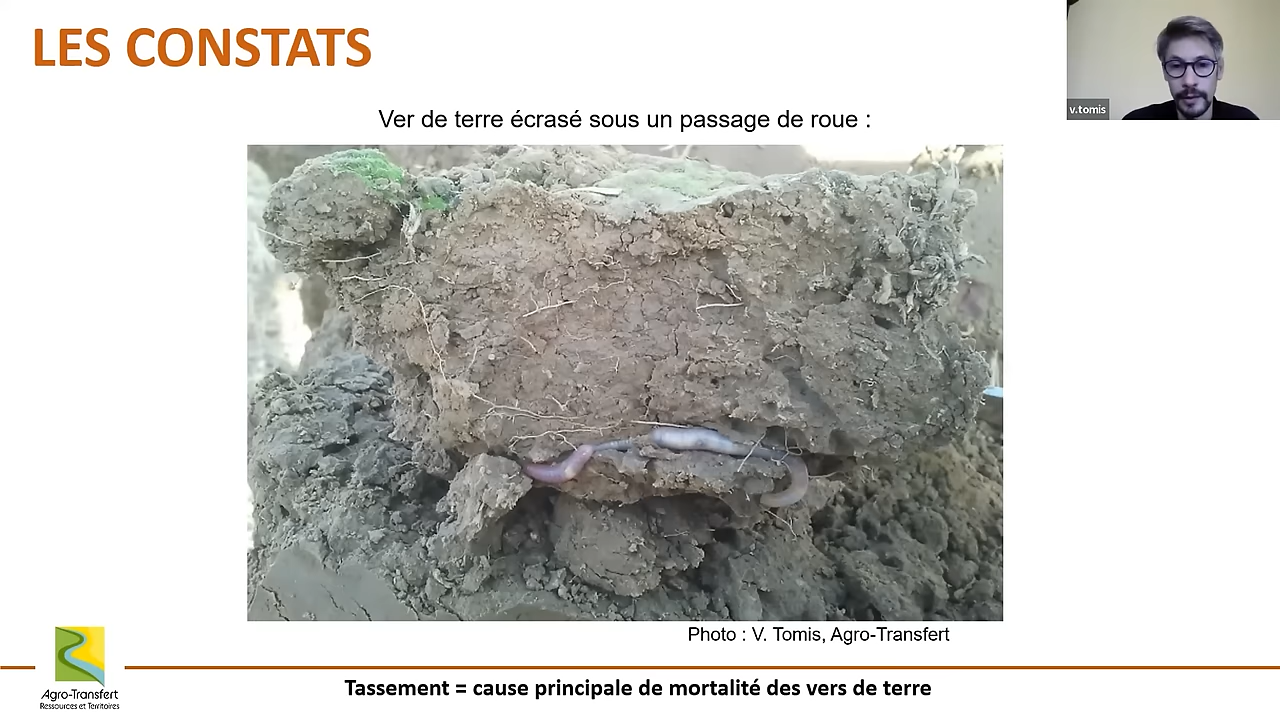 LES CONSTATS
v.tomis
Ver de terre écrasé sous un passage de roue :
Photo : V. Tomis, Agro-Transfert
Agro-Transfert
Ressources et Territoires
Tassement = cause principale de mortalité des vers de terre